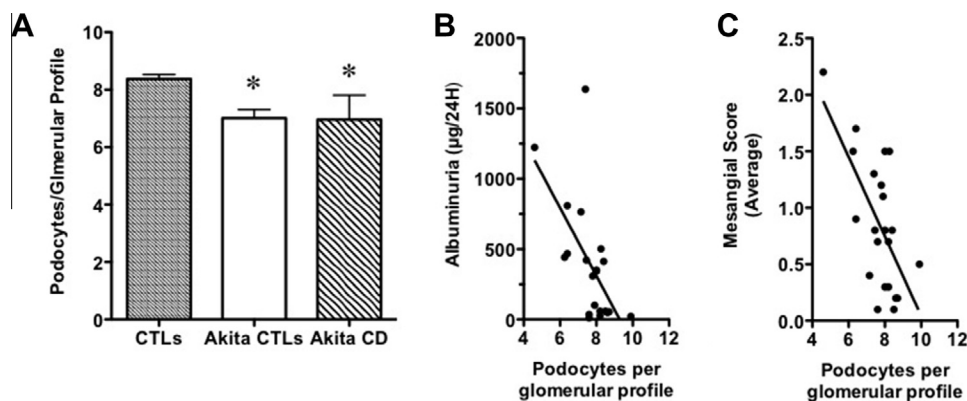 A
Podocytes/Glmerular Profile
10
8
6
4
2
0
*
*
CTLs Akita CTLs Akita CD
B
Albuminuria (µg/24H)
2000
1500
1000
500
0
4 6 8 10 12
Podocytes per
glomerular profile
C
Mesangial Score
(Average)
2.5
2.0
1.5
1.0
0.5
0.0
4 6 8 10 12
Podocytes per
glomerular profile